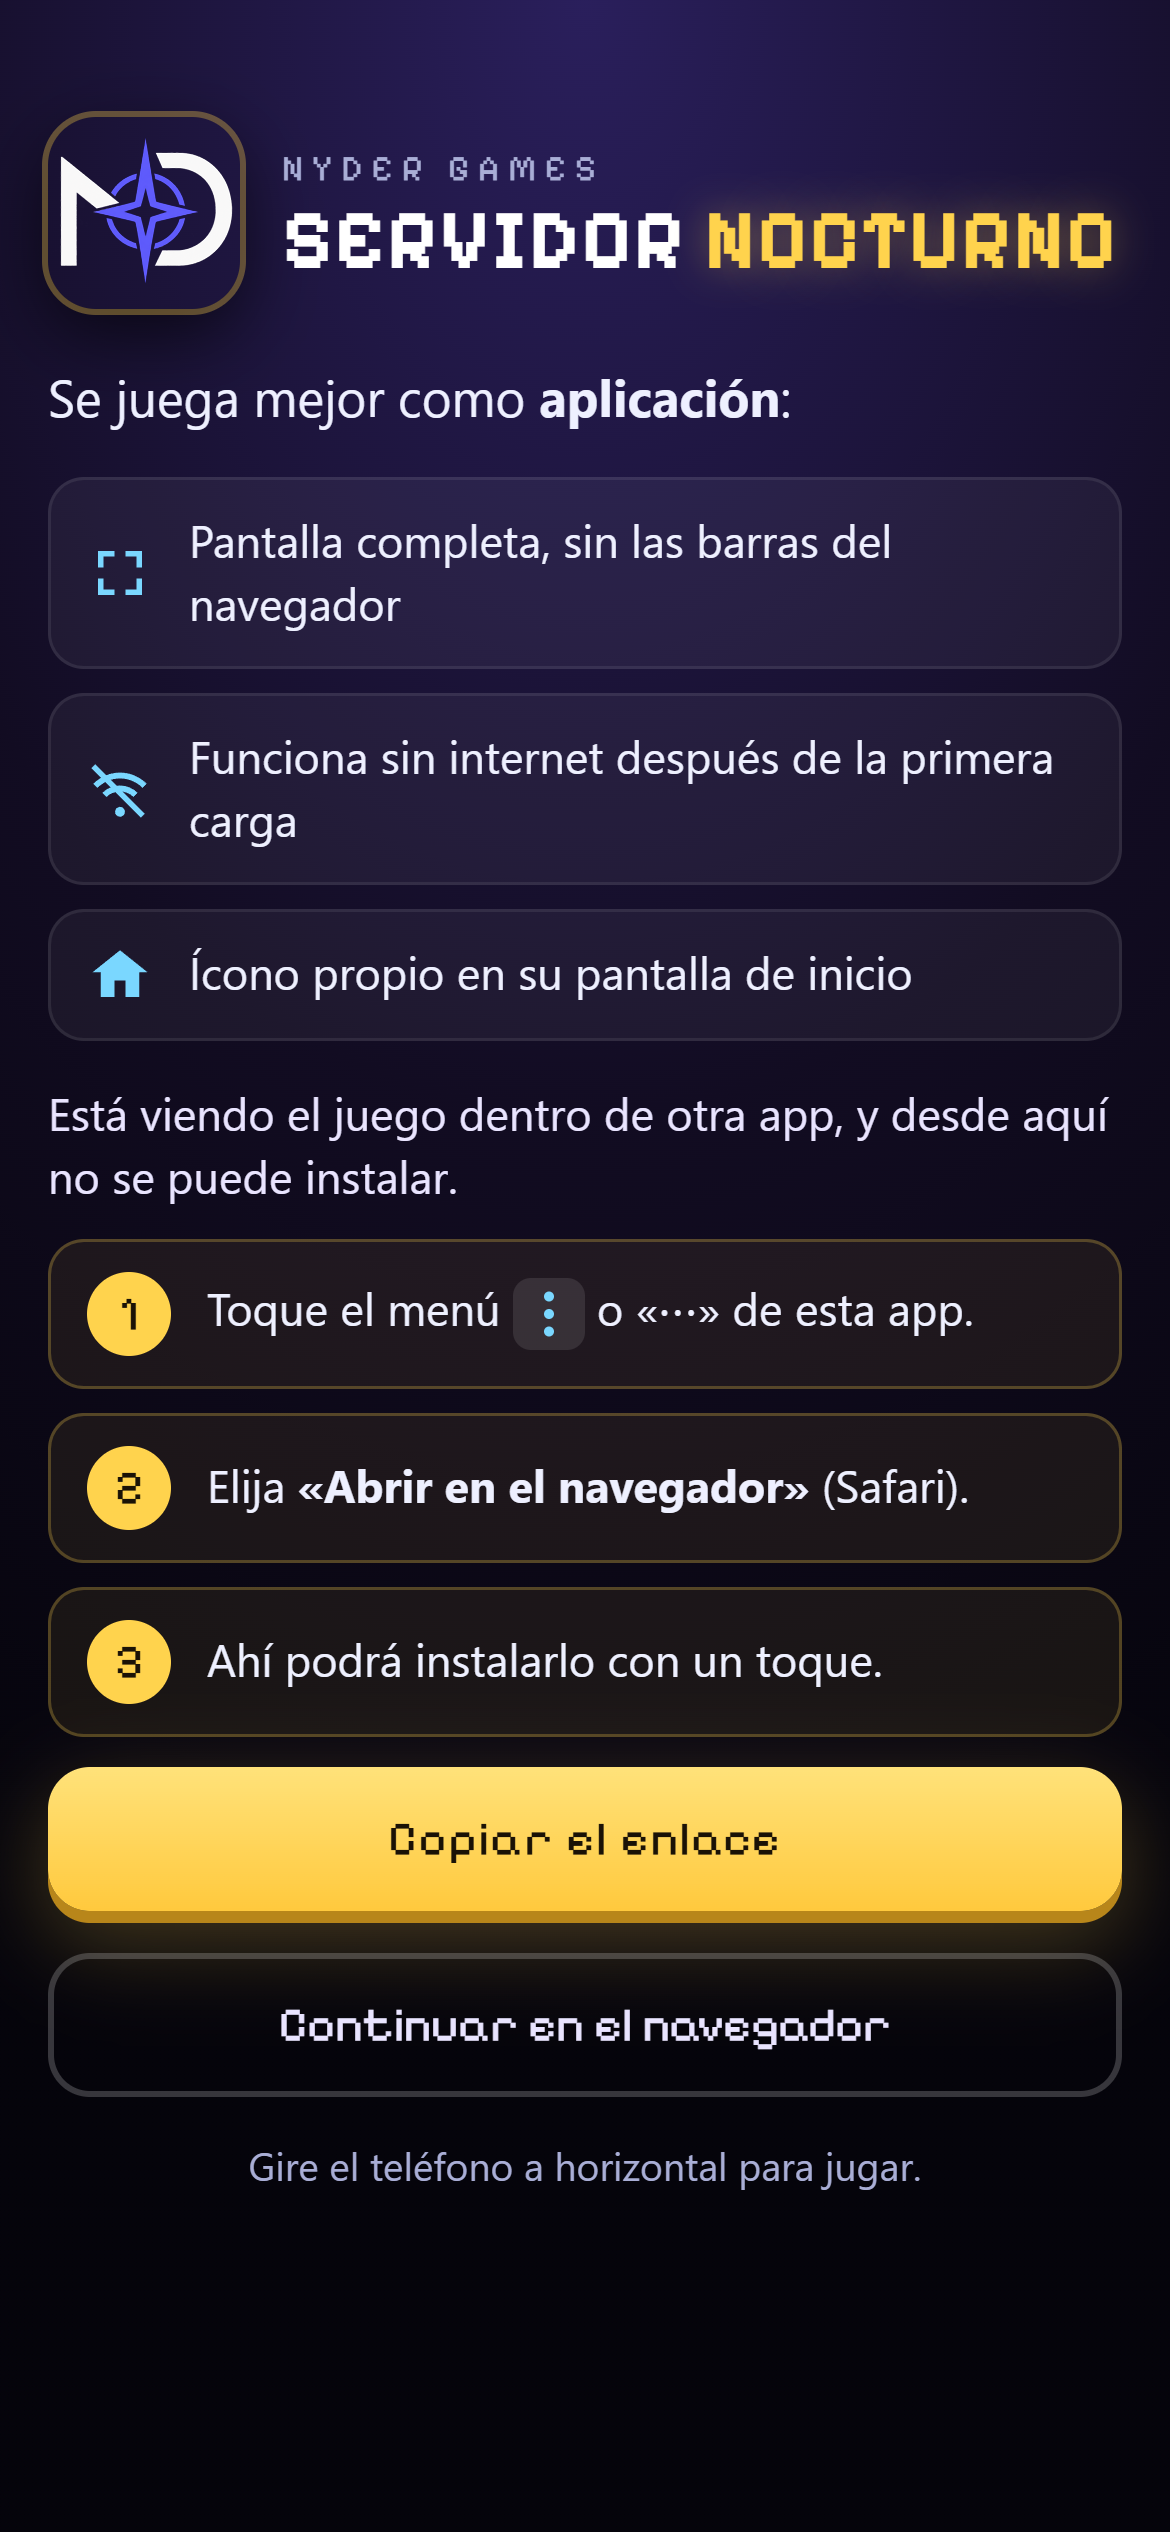 NYDER GAMES
SERVIDOR NOCTURNO
Se juega mejor como aplicación:
Pantalla completa, sin las barras del
navegador
Funciona sin internet después de la primera
carga
Ícono propio en su pantalla de inicio
Está viendo el juego dentro de otra app, y desde aquí
no se puede instalar.
1 Toque el menú ⋮ o «···» de esta app.
2 Elija «Abrir en el navegador» (Safari).
3 Ahí podrá instalarlo con un toque.
Copiar el enlace
Continuar en el navegador
Gire el teléfono a horizontal para jugar.